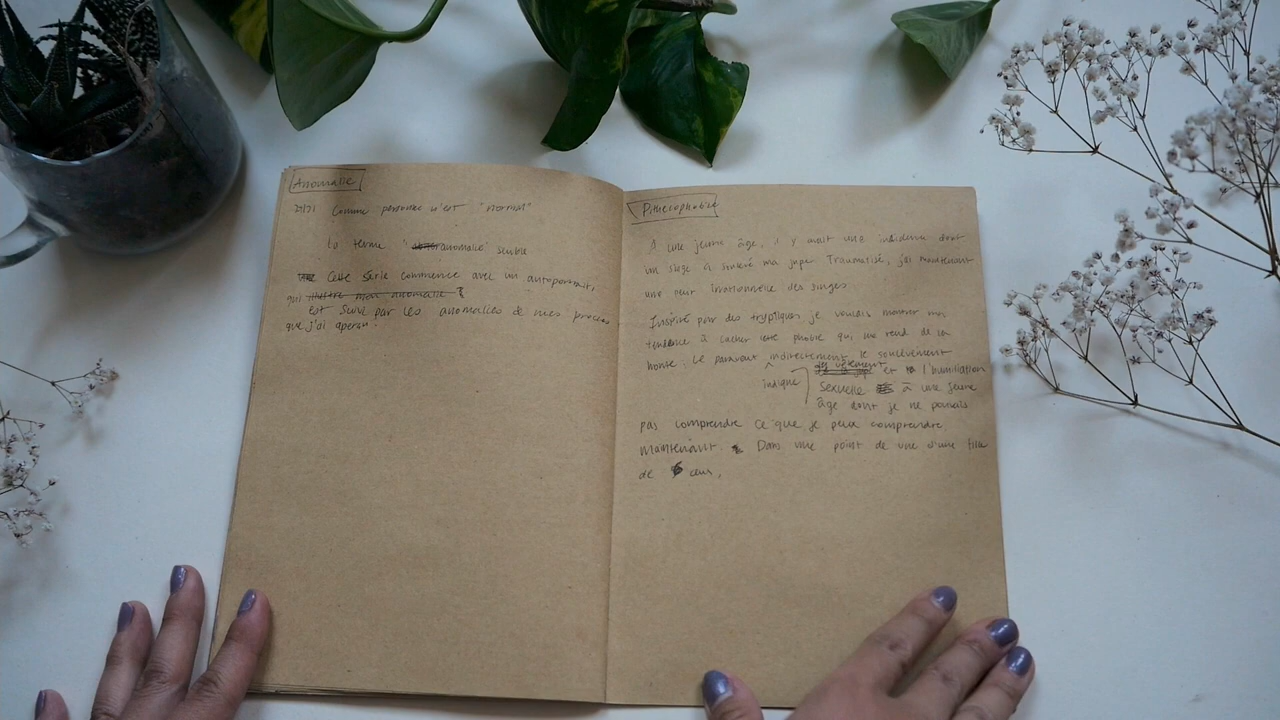 Anomalie
Comme personne n'est "normal"
Le terme 'anomalie' semble
Cette série commence avec un autoportrait,
qui illustre mon anomalie
est suivi par les anomalies de mes proches
que j'ai aperçu.
Pithécophobie
À une jeune âge, il y avait une incidence dont
un singe a soulevé ma jupe Traumatisé, j'ai maintenant
une peur irrationnelle des singes
Inspiré par des tryptiques je voulais montrer ma
tendence à cacher cette phobie qui me rend de la
honte. Le paravent indirectement le soulèvement
des vêtement et l'humiliation
indique
sexuelle à une jeune
âge dont je ne pouvais
pas comprendre ce que je peux comprendre
maintenant. Dans une point de vue d'une fille
de cœur,